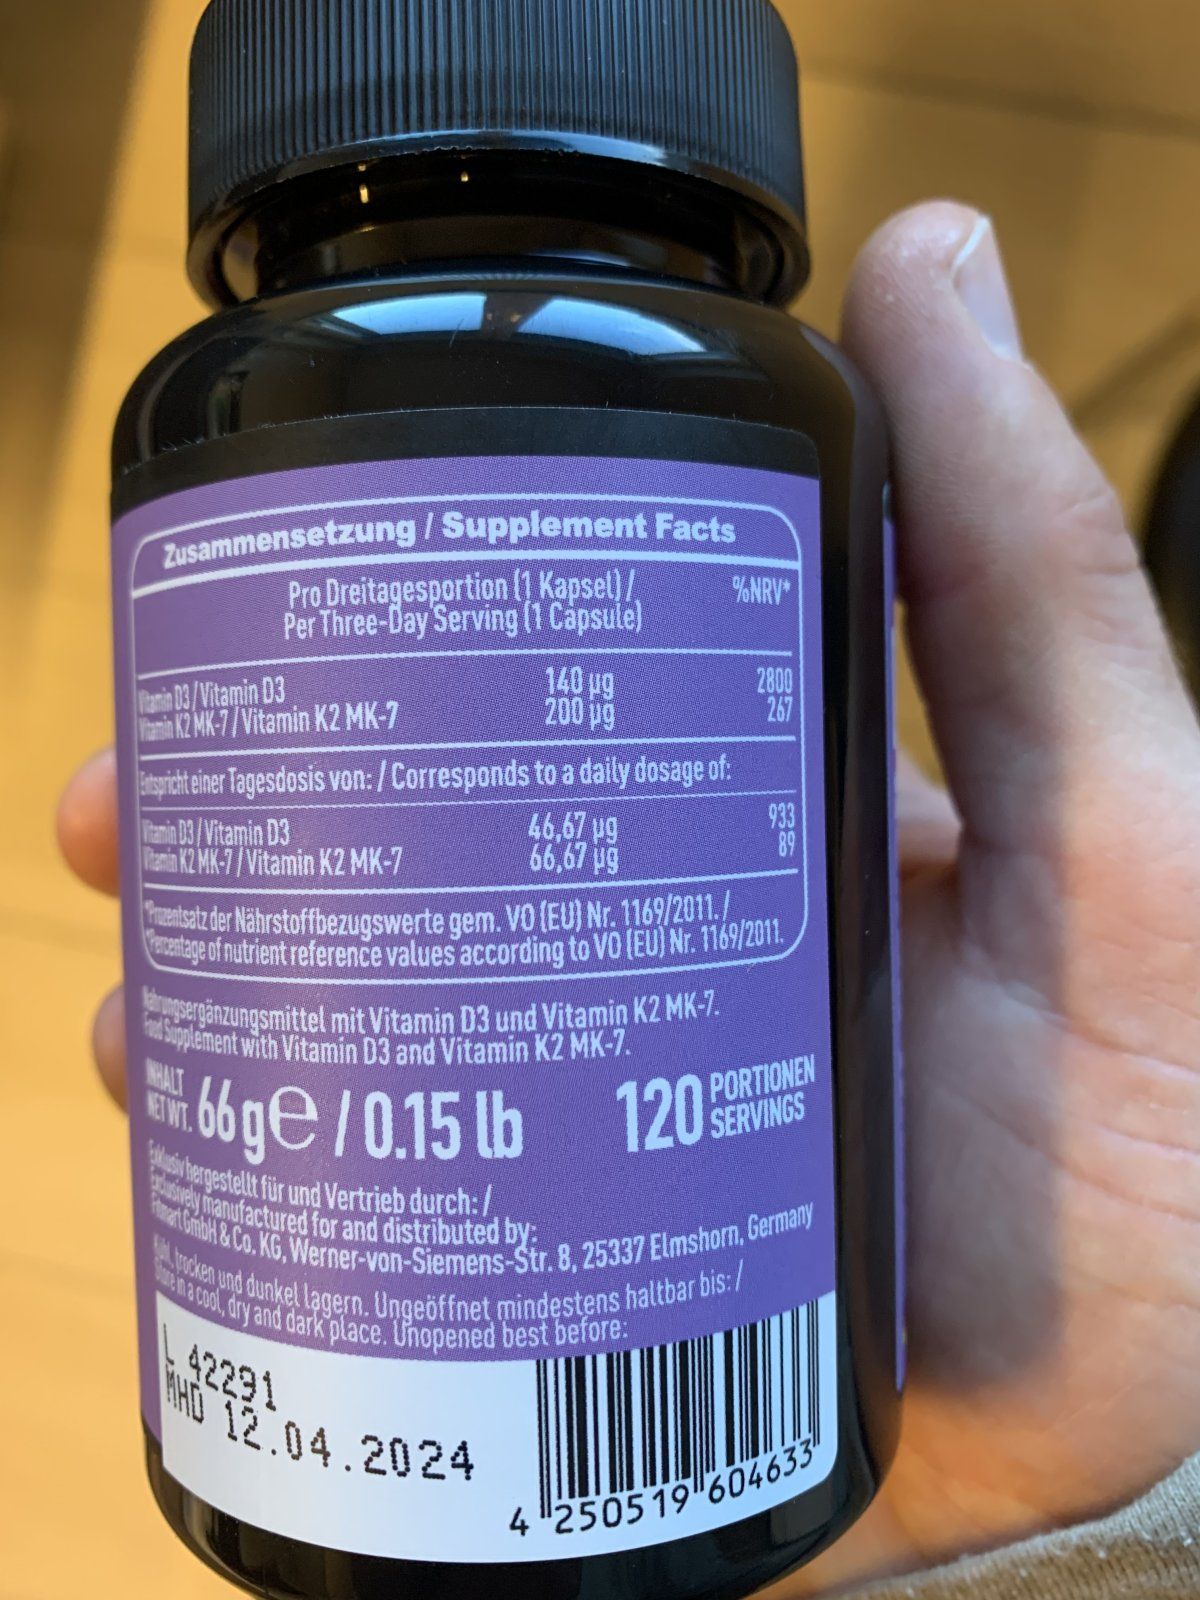 Zusammensetzung / Supplement Facts
Pro Dreitagesportion (1 Kapsel) /
Per Three-Day Serving (1 Capsule)
%NRV*
Vitamin D3 / Vitamin D3 140 µg 2800
Vitamin K2 MK-7 / Vitamin K2 MK-7 200 µg 267
Entspricht einer Tagesdosis von: / Corresponds to a daily dosage of:
Vitamin D3 / Vitamin D3 46,67 µg 933
Vitamin K2 MK-7 / Vitamin K2 MK-7 66,67 µg 89
*Prozentsatz der Nährstoffbezugswerte gem. VO (EU) Nr. 1169/2011. /
*Percentage of nutrient reference values according to VO (EU) Nr. 1169/2011.
Nahrungsergänzungsmittel mit Vitamin D3 und Vitamin K2 MK-7.
Food Supplement with Vitamin D3 and Vitamin K2 MK-7.
INHALT
NET WT. 66 g ℮ / 0.15 lb
120 PORTIONEN
SERVINGS
Exklusiv hergestellt für und Vertrieb durch: /
Exclusively manufactured for and distributed by:
Fitmart GmbH & Co. KG, Werner-von-Siemens-Str. 8, 25337 Elmshorn, Germany
Kühl, trocken und dunkel lagern. Ungeöffnet mindestens haltbar bis: /
Store in a cool, dry and dark place. Unopened best before:
L 42291
MHD 12.04.2024
4 250519 604633